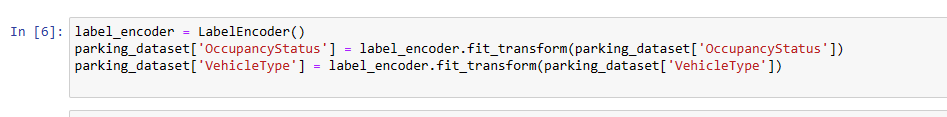 In [6]: label_encoder = LabelEncoder()
parking_dataset['OccupancyStatus'] = label_encoder.fit_transform(parking_dataset['OccupancyStatus'])
parking_dataset['VehicleType'] = label_encoder.fit_transform(parking_dataset['VehicleType'])